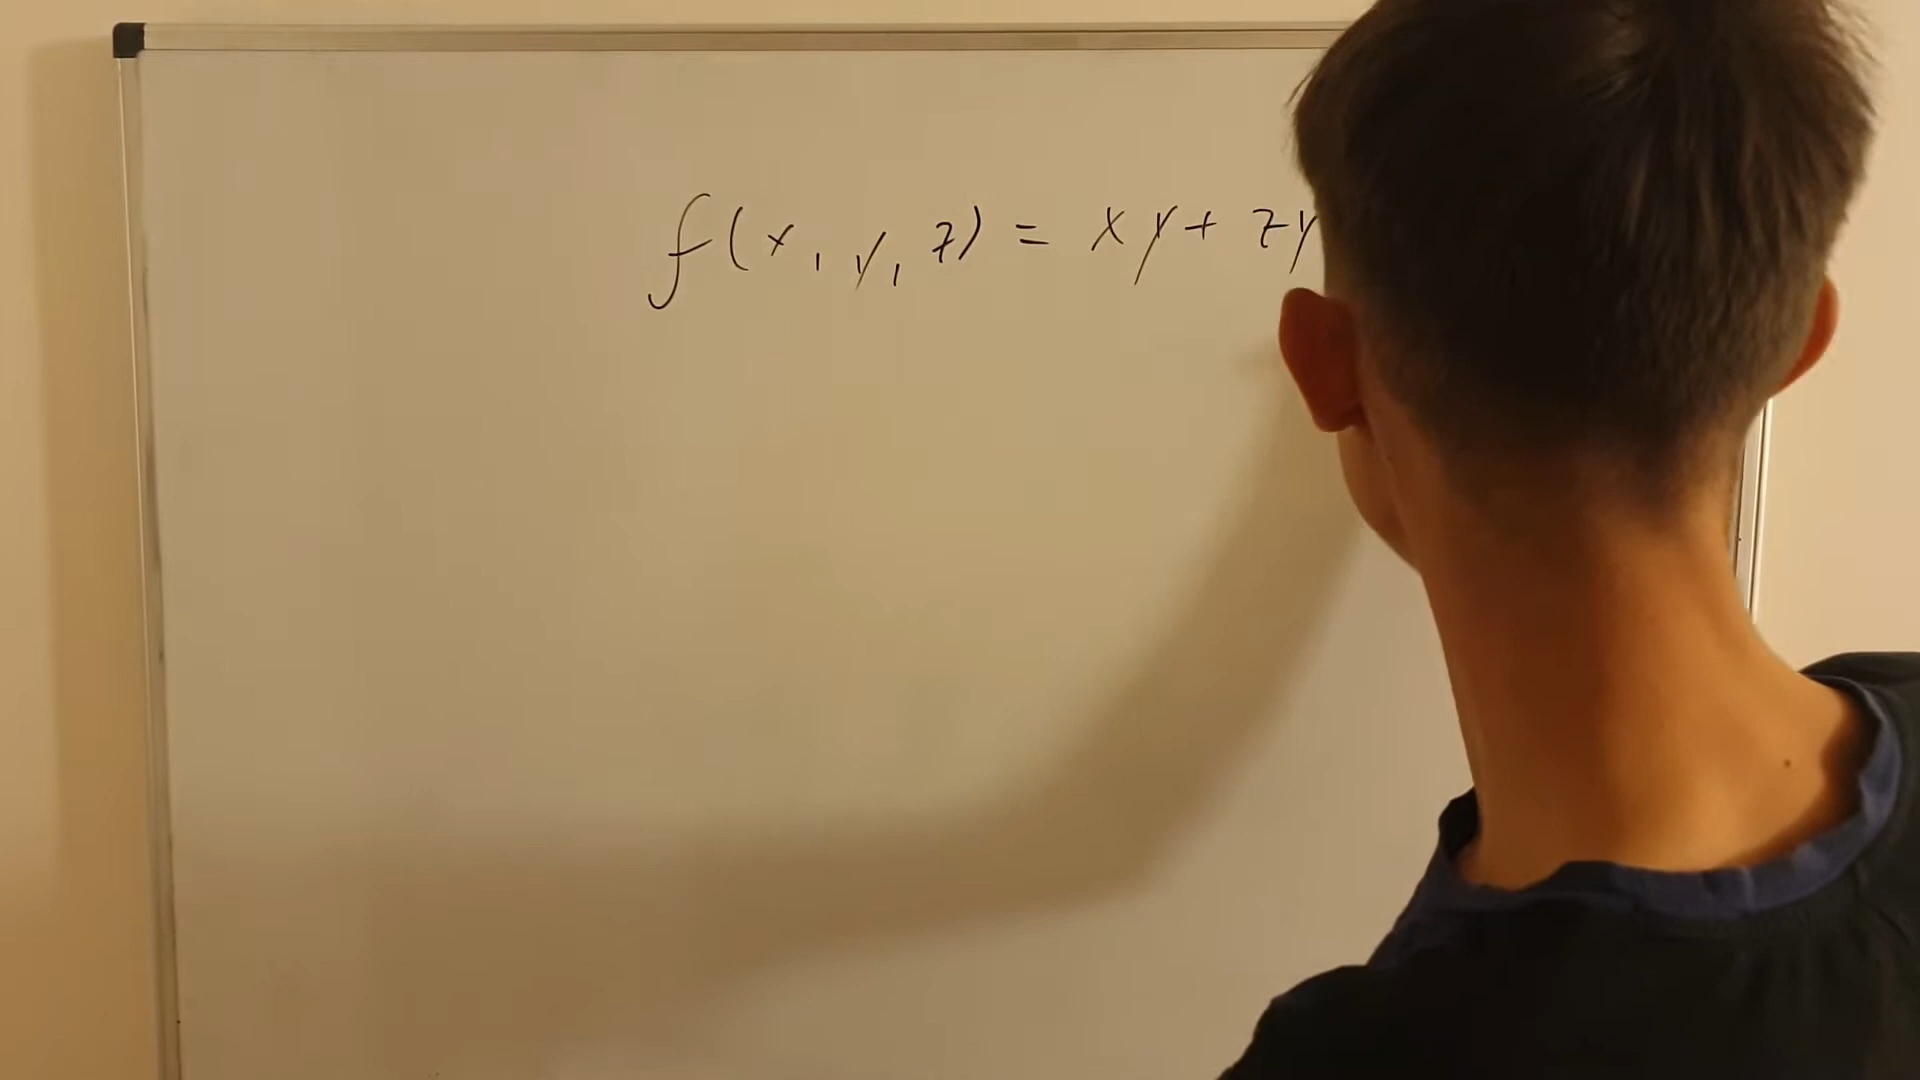 f(x, y, z) = xy + zy